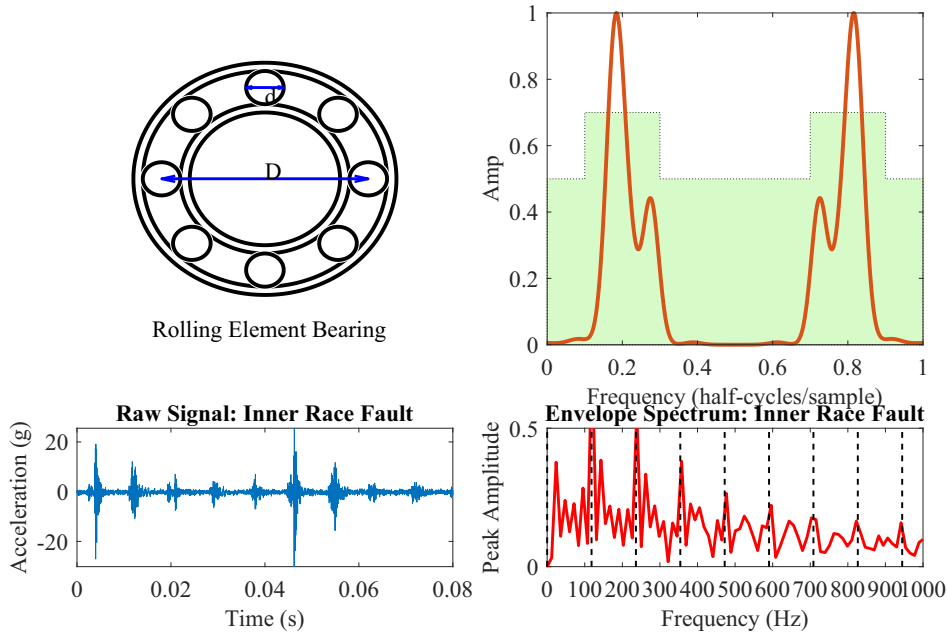 d
D
Rolling Element Bearing
1
0.8
0.6
0.4
0.2
0
Amp
0 0.2 0.4 0.6 0.8 1
Frequency (half-cycles/sample)
Raw Signal: Inner Race Fault
20
0
-20
Acceleration (g)
0 0.02 0.04 0.06 0.08
Time (s)
Envelope Spectrum: Inner Race Fault
0.5
0
Peak Amplitude
0 100 200 300 400 500 600 700 800 900 1000
Frequency (Hz)